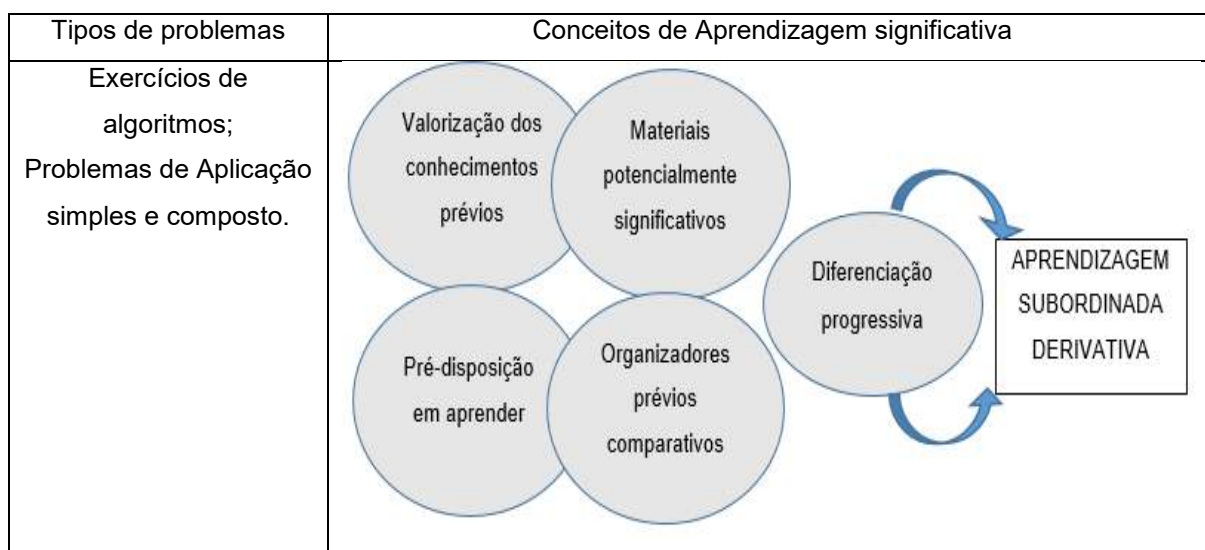 Tipos de problemas
Conceitos de Aprendizagem significativa
Exercícios de
algoritmos;
Problemas de Aplicação
simples e composto.
Valorização dos
conhecimentos
prévios
Materiais
potencialmente
significativos
Pré-disposição
em aprender
Organizadores
prévios
comparativos
Diferenciação
progressiva
APRENDIZAGEM
SUBORDINADA
DERIVATIVA